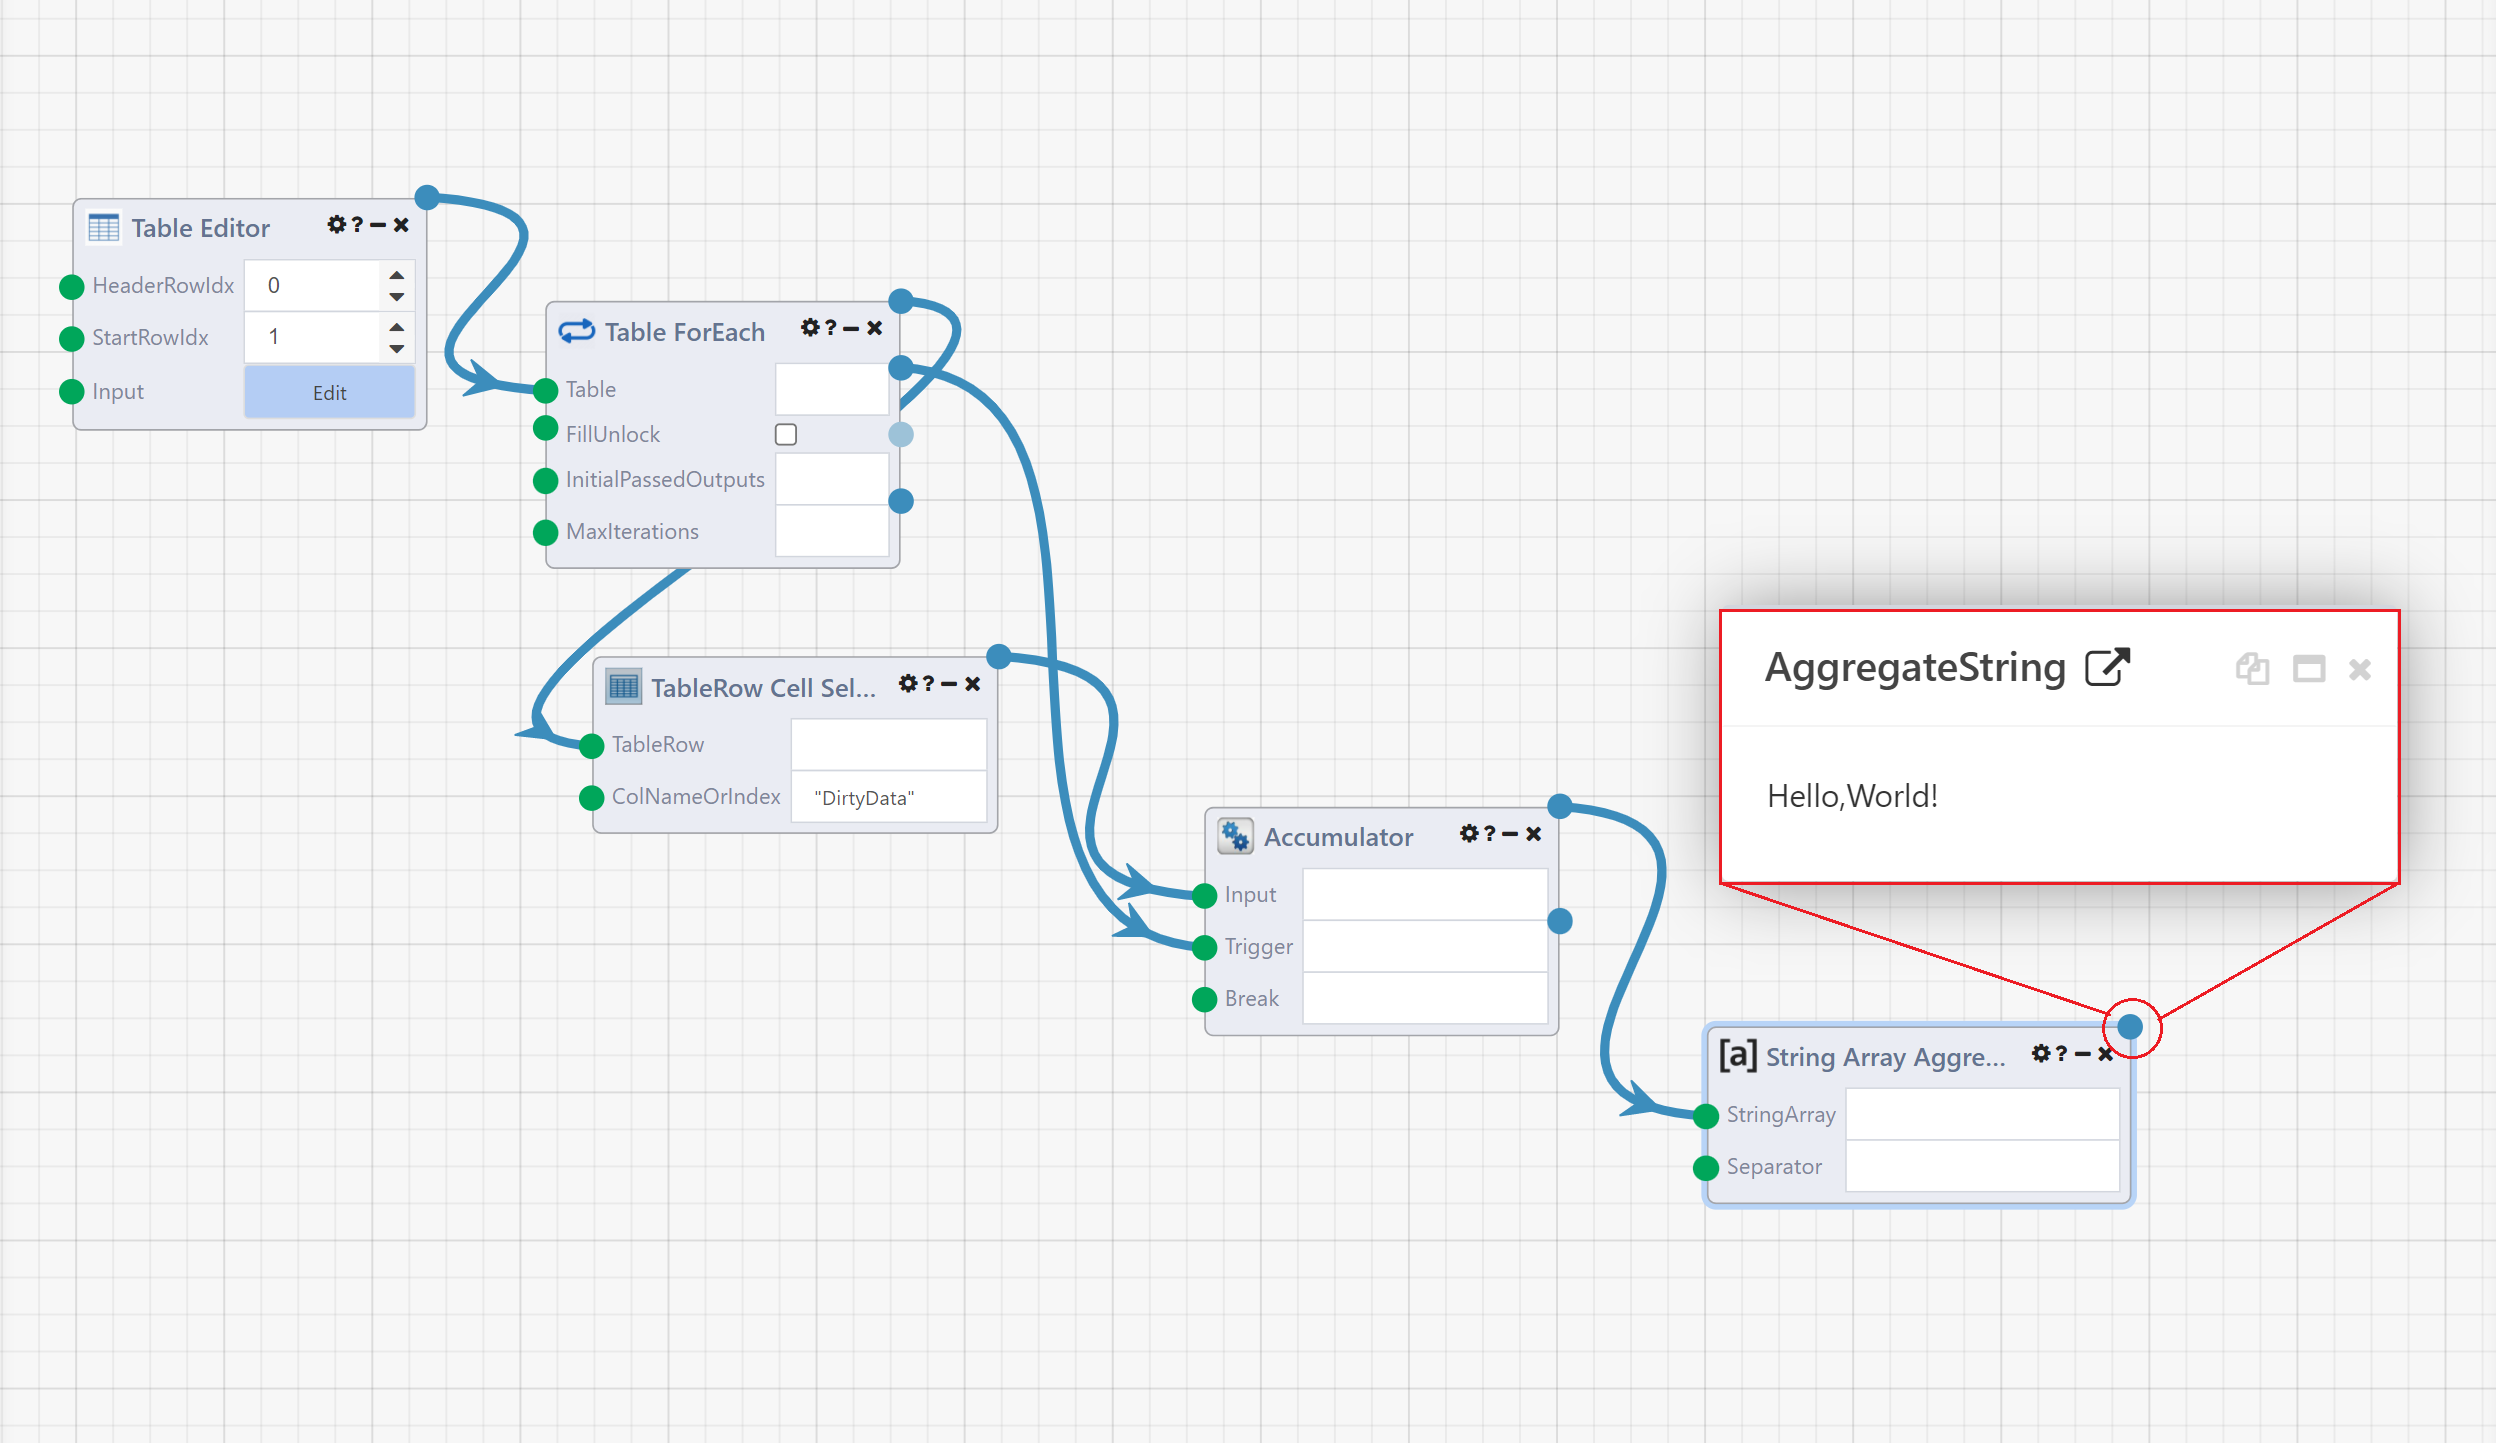 Table Editor
HeaderRowIdx 0
StartRowIdx 1
Input Edit
Table ForEach
Table
FillUnlock
InitialPassedOutputs
MaxIterations
TableRow Cell Sel...
TableRow
ColNameOrIndex "DirtyData"
Accumulator
Input
Trigger
Break
AggregateString
Hello,World!
String Array Aggre...
StringArray
Separator